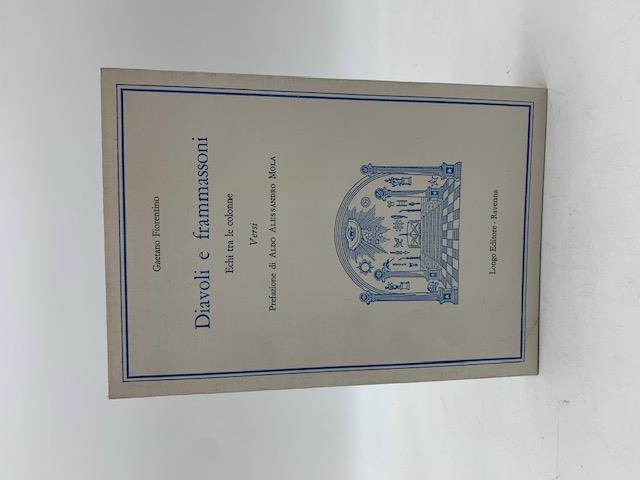 Gaetano Fiorentino
Diavoli e frammassoni
Echi tra le colonne
Versi
Prefazione di ALDO ALESSANDRO MOLA
Longo Editore - Ravenna